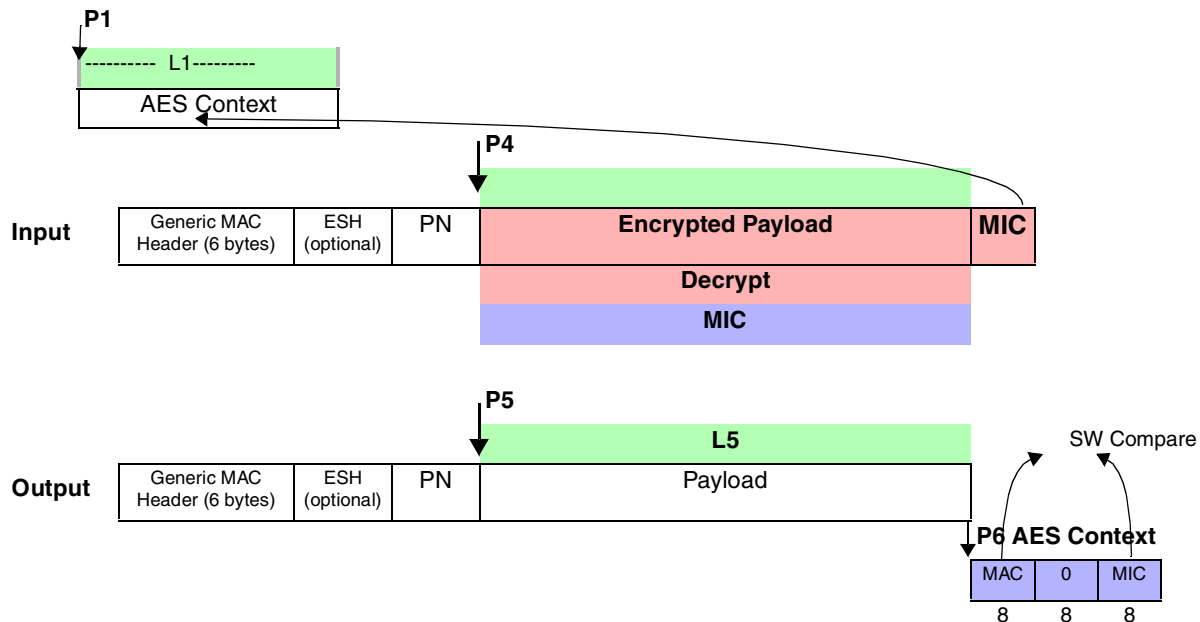 P1
---------- L1---------
AES Context
P4
Input
Generic MAC
Header (6 bytes)
ESH
(optional)
PN
Encrypted Payload
MIC
Decrypt
MIC
P5
L5
SW Compare
Output
Generic MAC
Header (6 bytes)
ESH
(optional)
PN
Payload
P6 AES Context
MAC
0
MIC
8
8
8